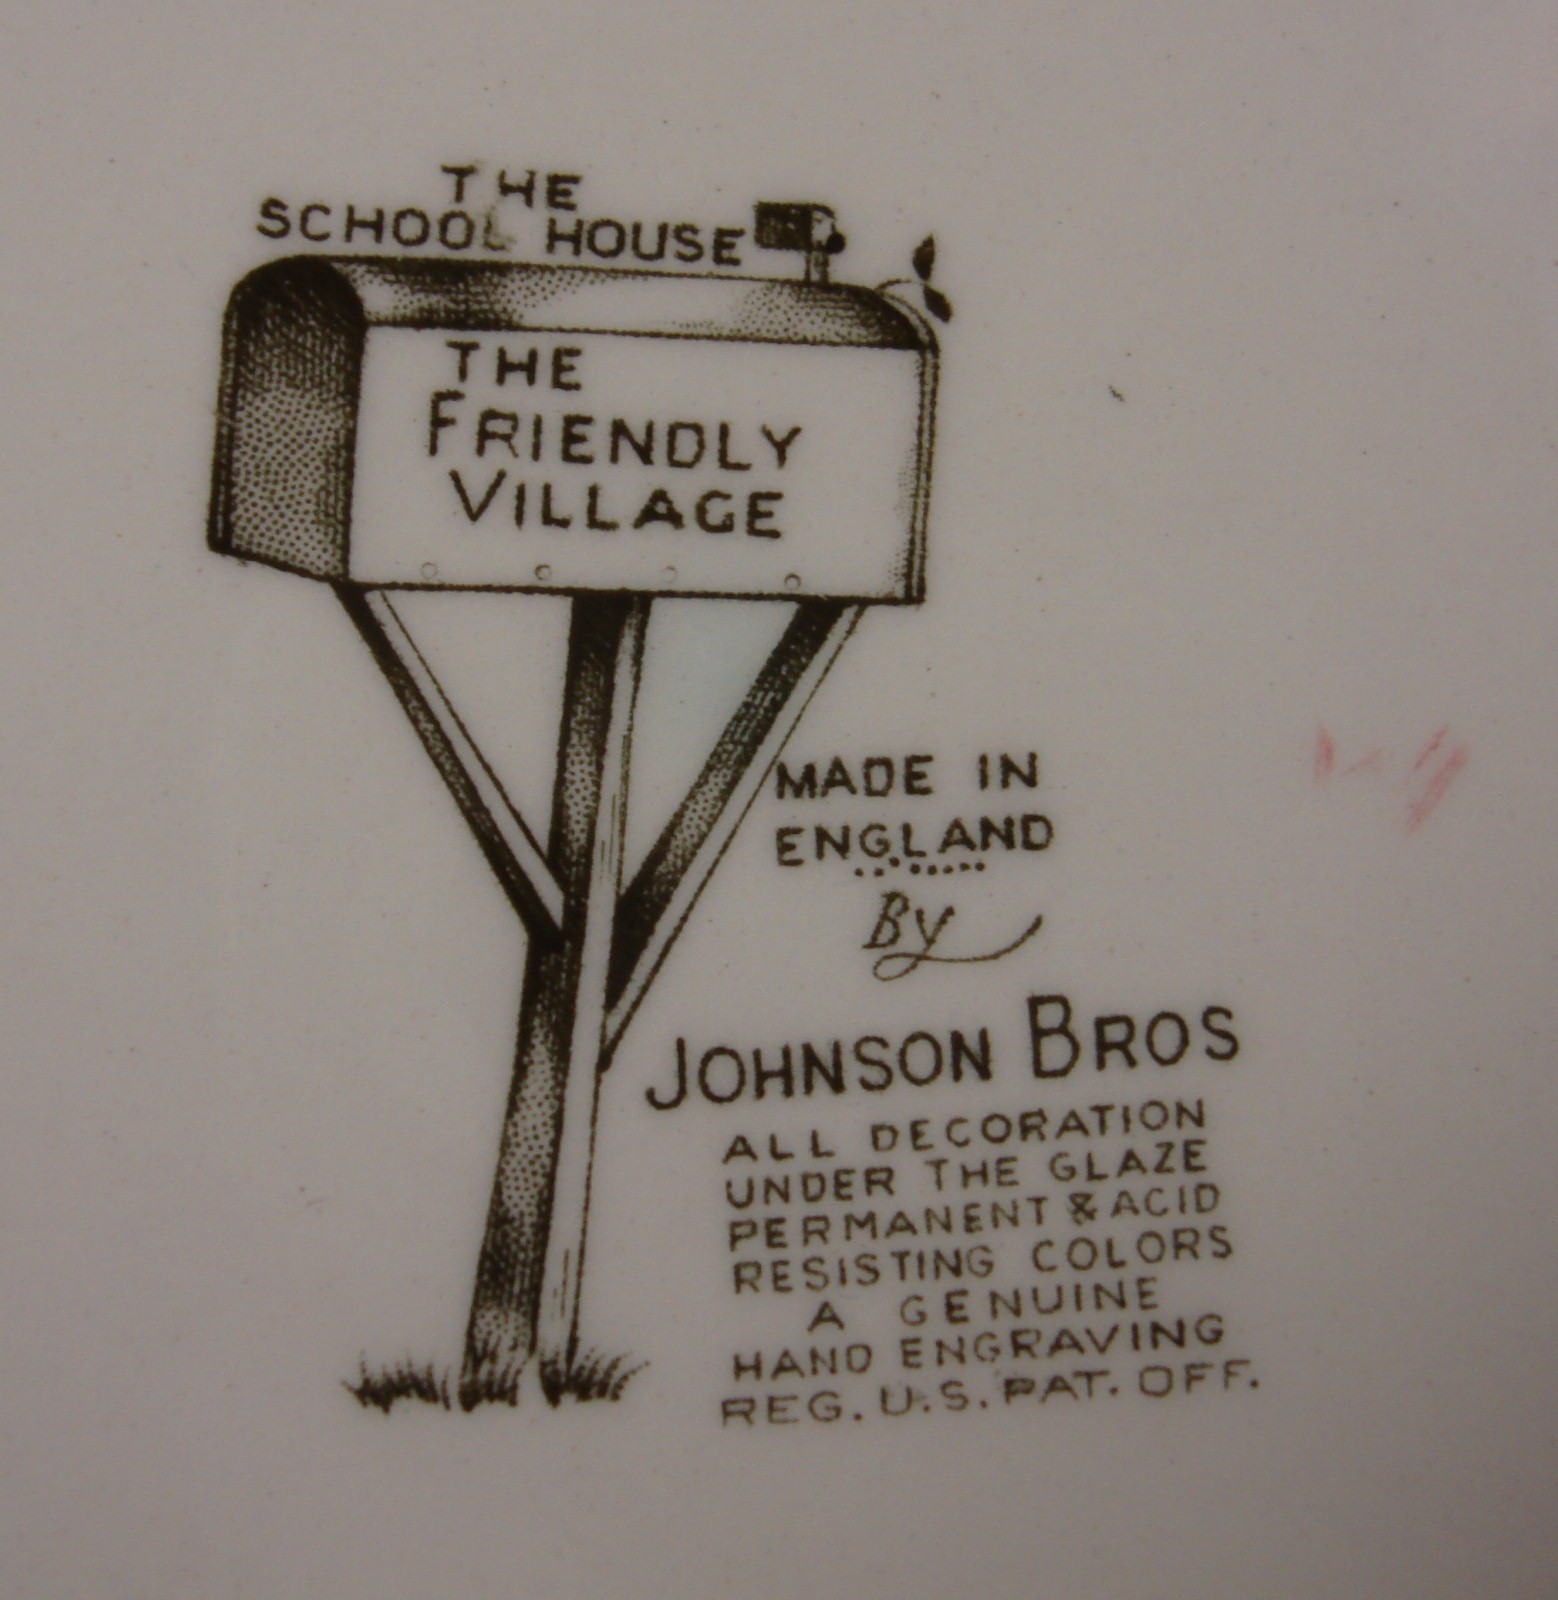 THE
SCHOOL HOUSE
THE
FRIENDLY
VILLAGE
MADE IN
ENGLAND
By
JOHNSON BROS
ALL DECORATION
UNDER THE GLAZE
PERMANENT & ACID
RESISTING COLORS
A GENUINE
HAND ENGRAVING
REG. U.S. PAT. OFF.